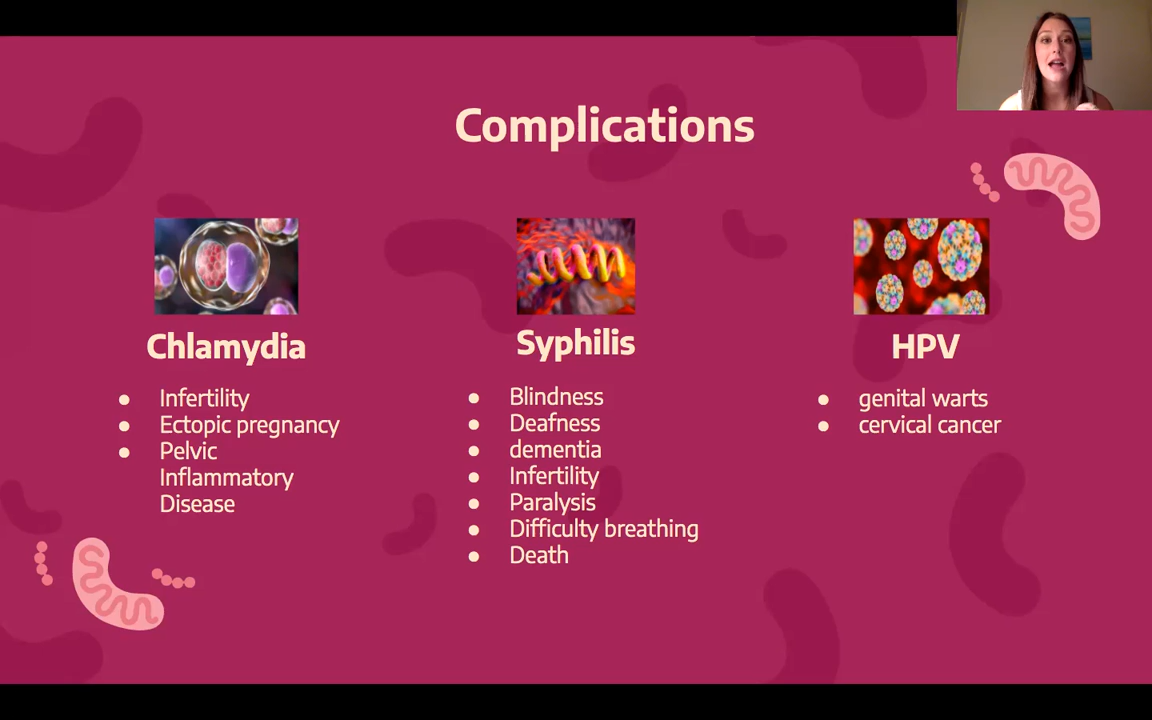 Complications
Chlamydia
Infertility
Ectopic pregnancy
Pelvic
Inflammatory
Disease
Syphilis
Blindness
Deafness
dementia
Infertility
Paralysis
Difficulty breathing
Death
HPV
genital warts
cervical cancer